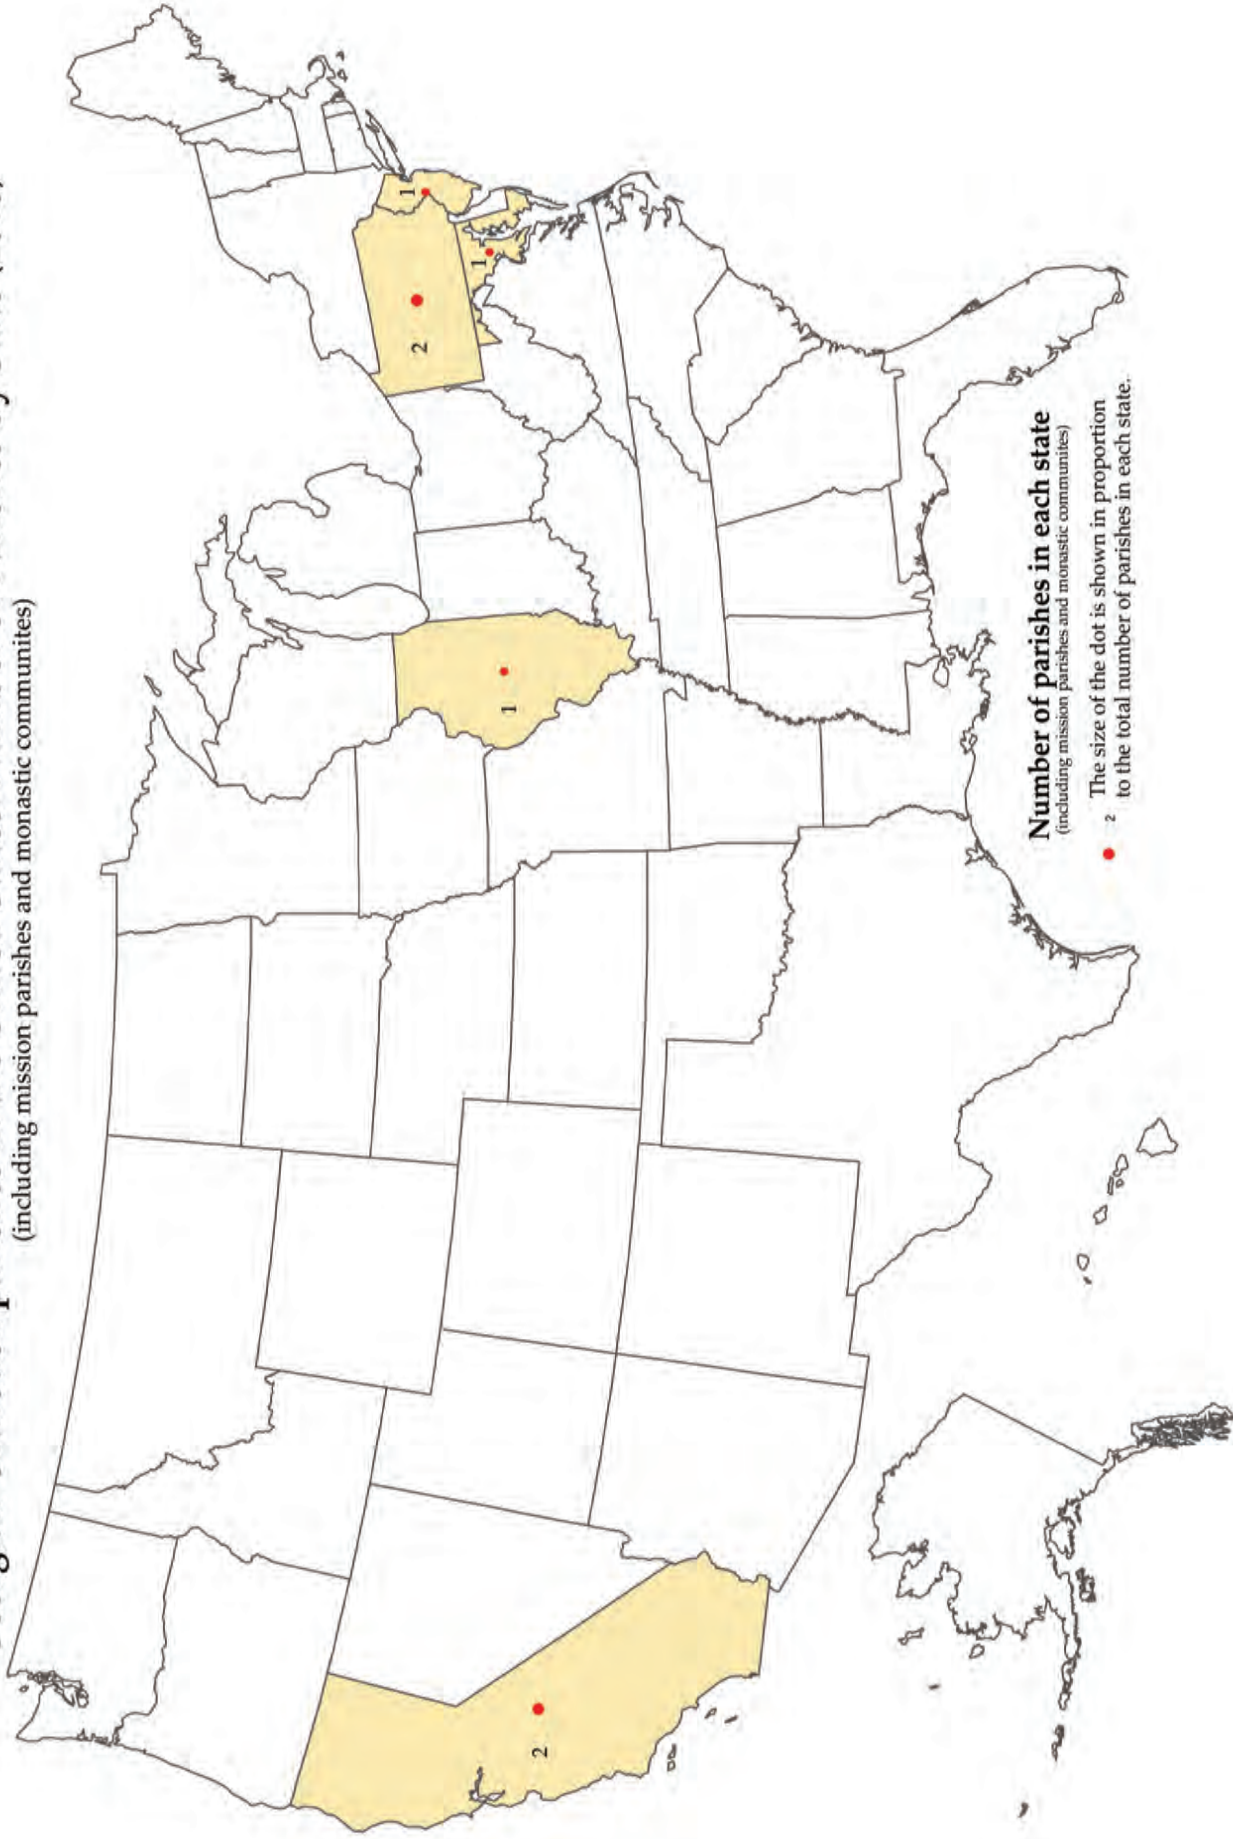 (including mission parishes and monastic communites)
1
2
1
1
2
Number of parishes in each state
(including mission parishes and monastic communites)
2
The size of the dot is shown in proportion
to the total number of parishes in each state.